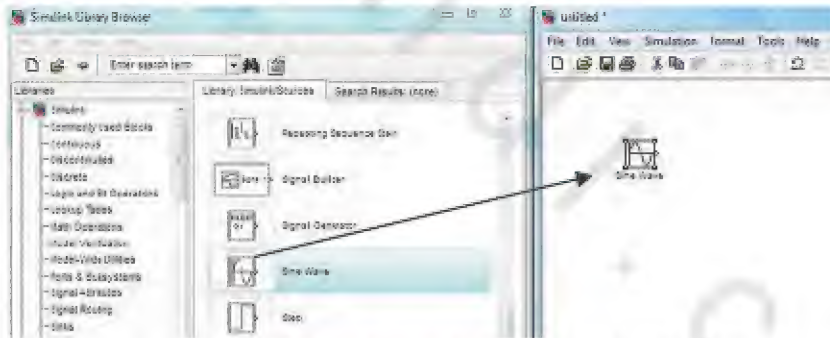 Simulink Library Browser
Enter search term
Libraries
Simulink
Commonly Used Blocks
Continuous
Discontinuities
Discrete
Logic and Bit Operations
Lookup Tables
Math Operations
Model Verification
Model-Wide Utilities
Ports & Subsystems
Signal Attributes
Signal Routing
Sinks
Library: Simulink/Sources
Search Results: (none)
Repeating Sequence Stair
Signal Builder
Signal Generator
Sine Wave
Step
untitled *
File Edit View Simulation Format Tools Help
Sine Wave